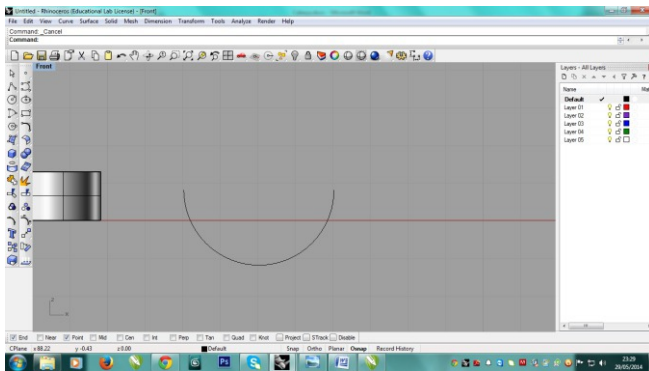 Untitled - Rhinoceros (Educational Lab License) - [Front]
File Edit View Curve Surface Solid Mesh Dimension Transform Tools Analyze Render Help
Command: _Cancel
Command:
Front
Layers - All Layers
Name
Default
Layer 01
Layer 02
Layer 03
Layer 04
Layer 05
End Near Point Mid Cen Int Perp Tan Quad Knot Project STrack Disable
CPlane x 88.22 y -0.43 z 0.00 Default Snap Ortho Planar Osnap Record History
Ps
23:29
29/05/2014